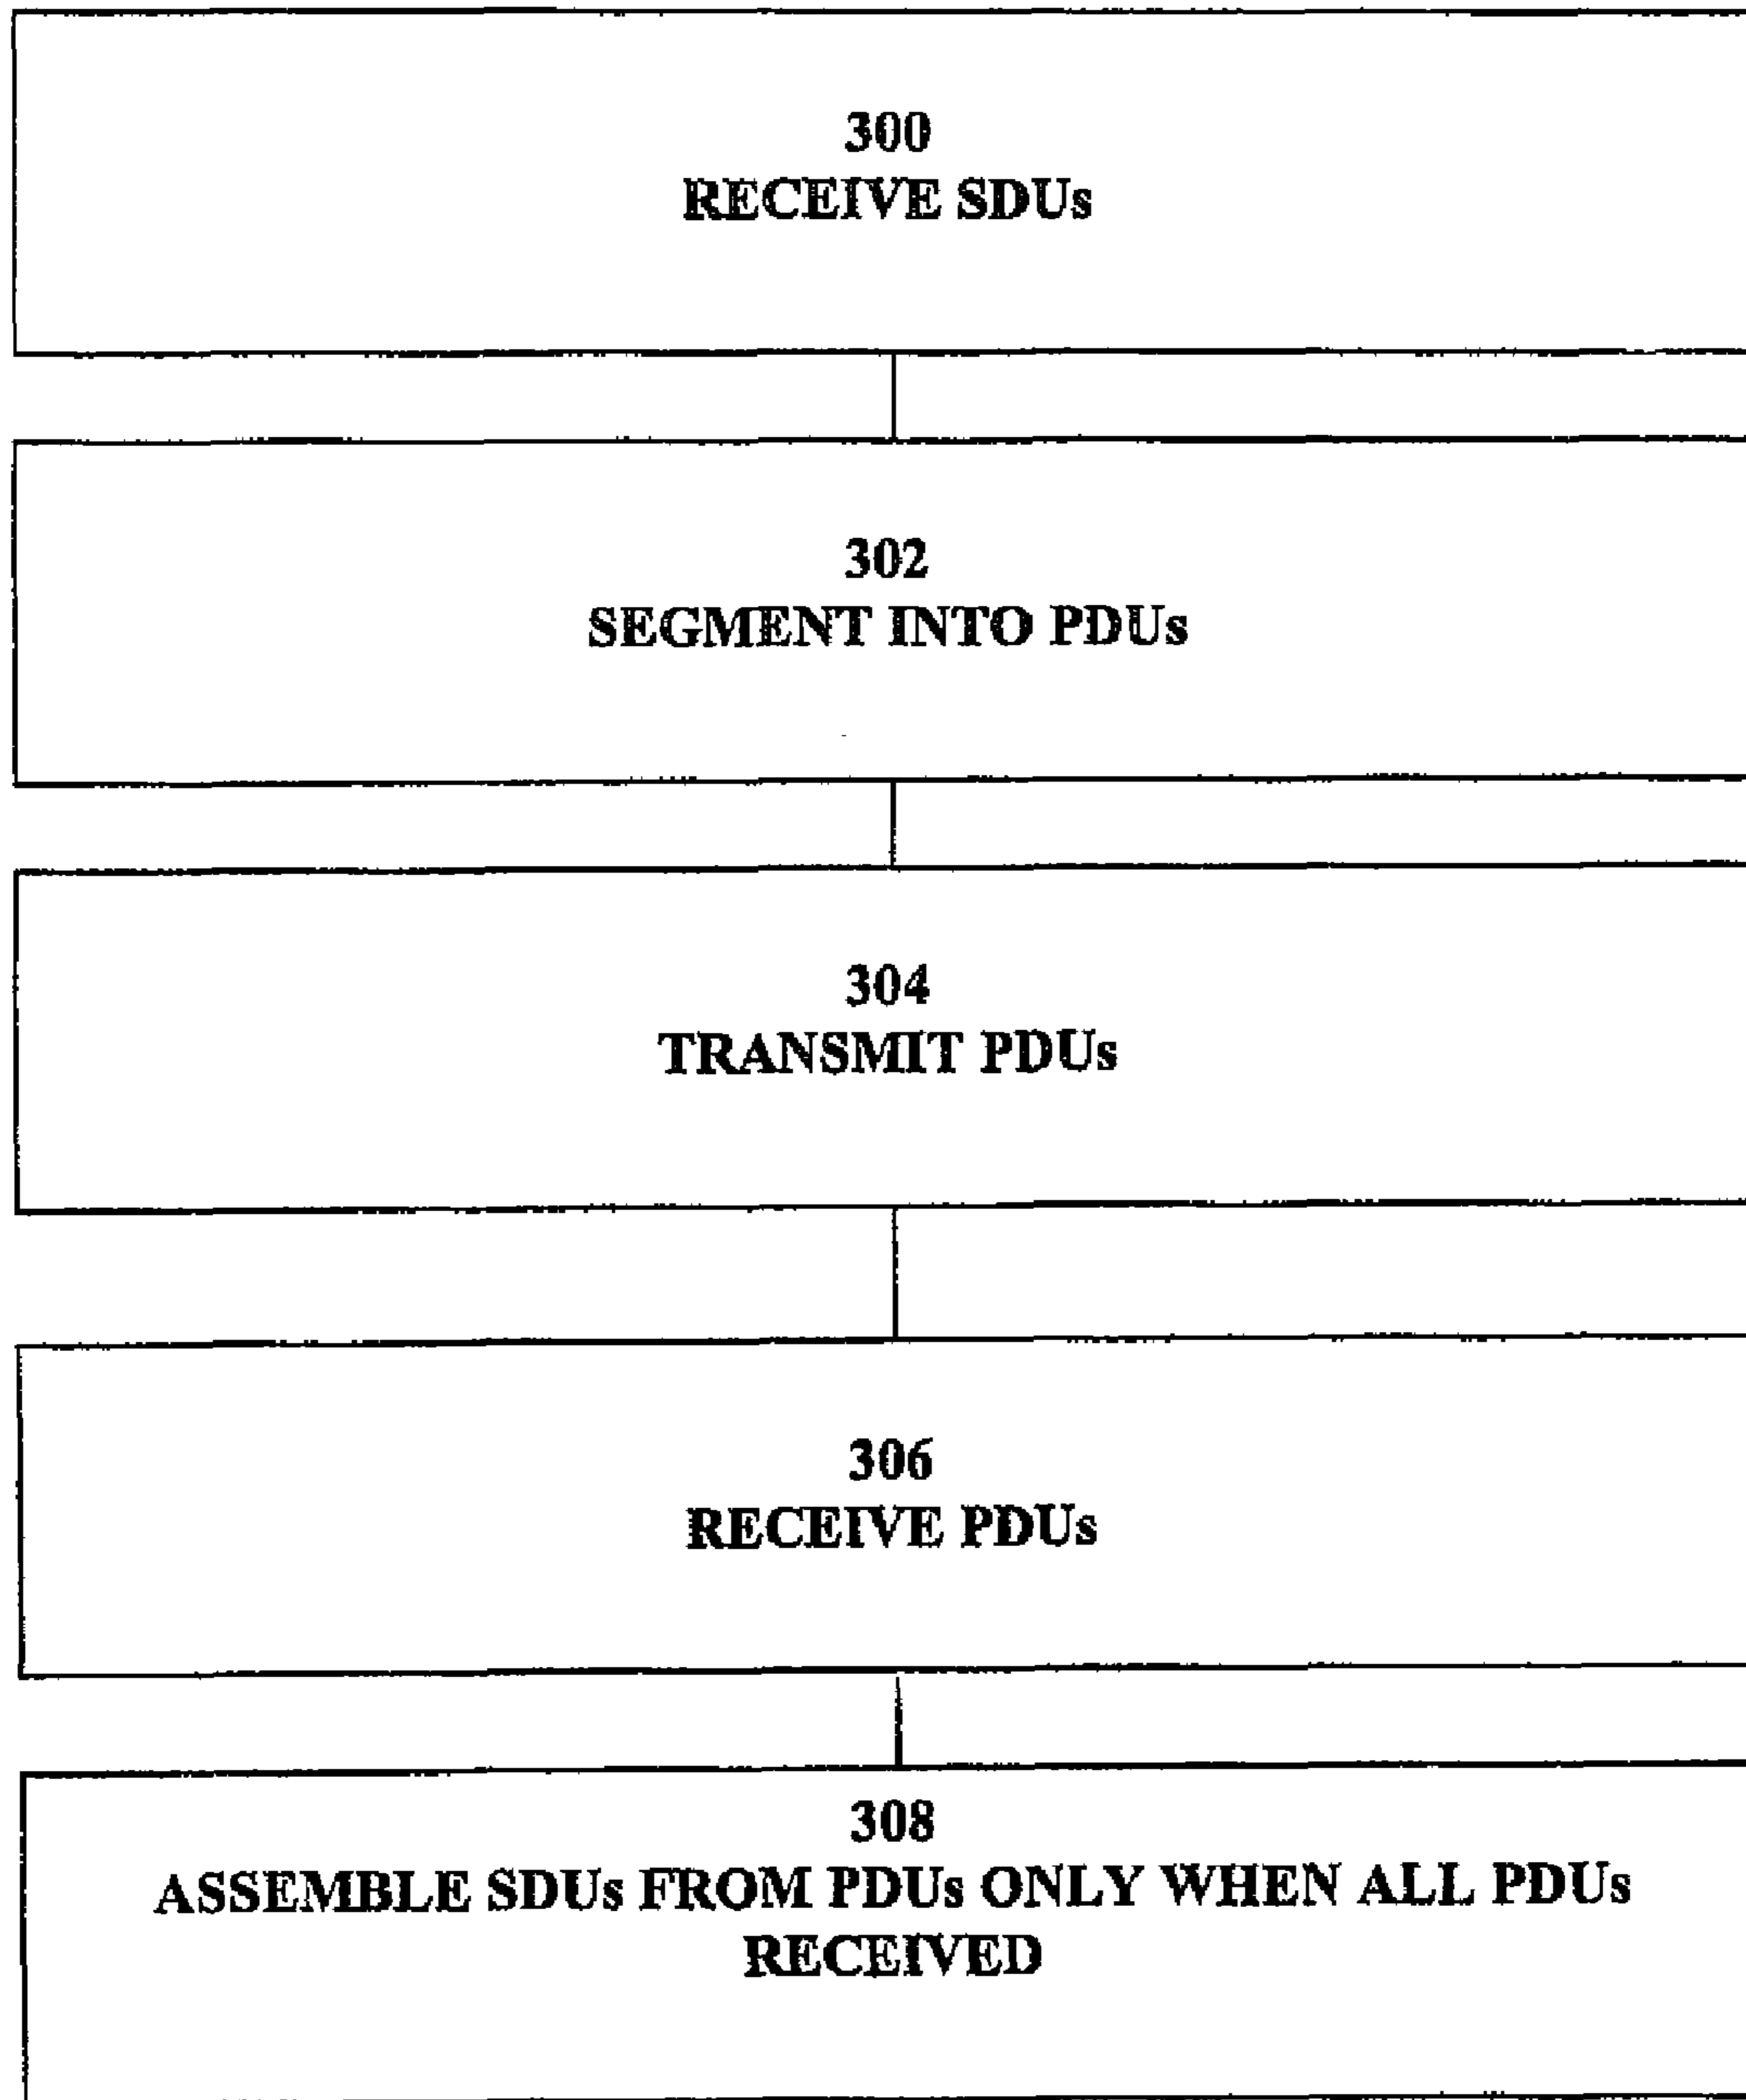 300
RECEIVE SDUs
302
SEGMENT INTO PDUs
304
TRANSMIT PDUs
306
RECEIVE PDUs
308
ASSEMBLE SDUs FROM PDUs ONLY WHEN ALL PDUs
RECEIVED